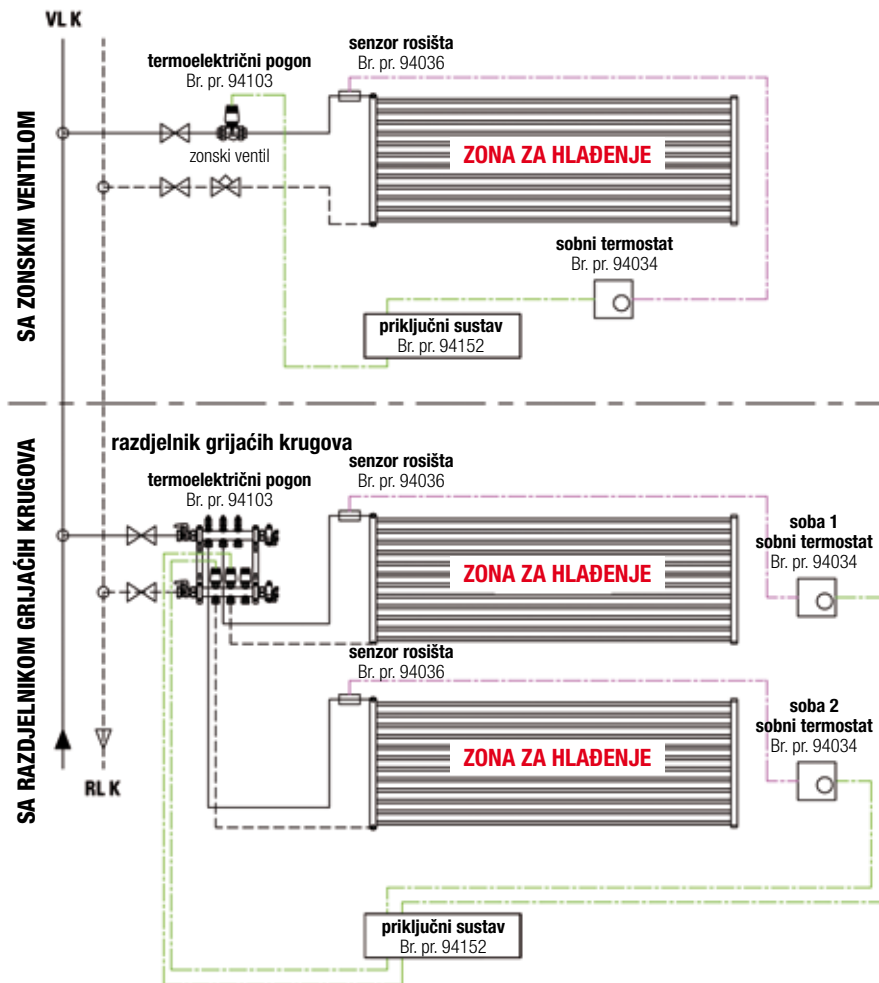 VL K
termoelektrični pogon
Br. pr. 94103
zonski ventil
senzor rosišta
Br. pr. 94036
ZONA ZA HLAĐENJE
sobni termostat
Br. pr. 94034
priključni sustav
Br. pr. 94152
SA ZONSKIM VENTILOM
razdjelnik grijaćih krugova
termoelektrični pogon
Br. pr. 94103
senzor rosišta
Br. pr. 94036
ZONA ZA HLAĐENJE
soba 1
sobni termostat
Br. pr. 94034
senzor rosišta
Br. pr. 94036
ZONA ZA HLAĐENJE
soba 2
sobni termostat
Br. pr. 94034
RL K
priključni sustav
Br. pr. 94152
SA RAZDJELNIKOM GRIJAĆIH KRUGOVA